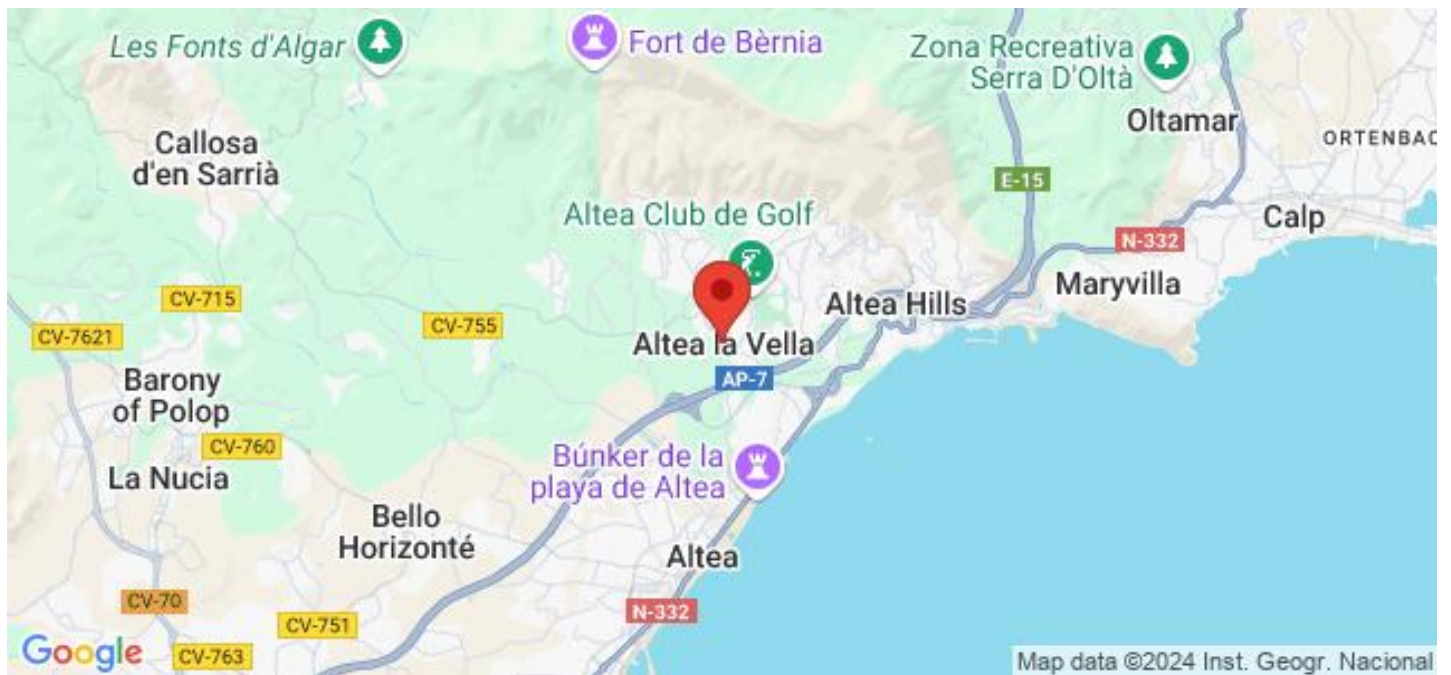 Les Fonts d'Algar
Fort de Bèrnia
Zona Recreativa
Serra D'Oltà
Oltamar
ORTENBAC
Callosa
d'en Sarrià
E-15
Altea Club de Golf
Calp
N-332
Maryvilla
CV-715
Altea Hills
CV-755
CV-7621
Altea la Vella
AP-7
Barony
of Polop
CV-760
Búnker de la
playa de Altea
La Nucia
Bello
Horizonté
Altea
CV-70
N-332
CV-751
Google
CV-763
Map data ©2024 Inst. Geogr. Nacional